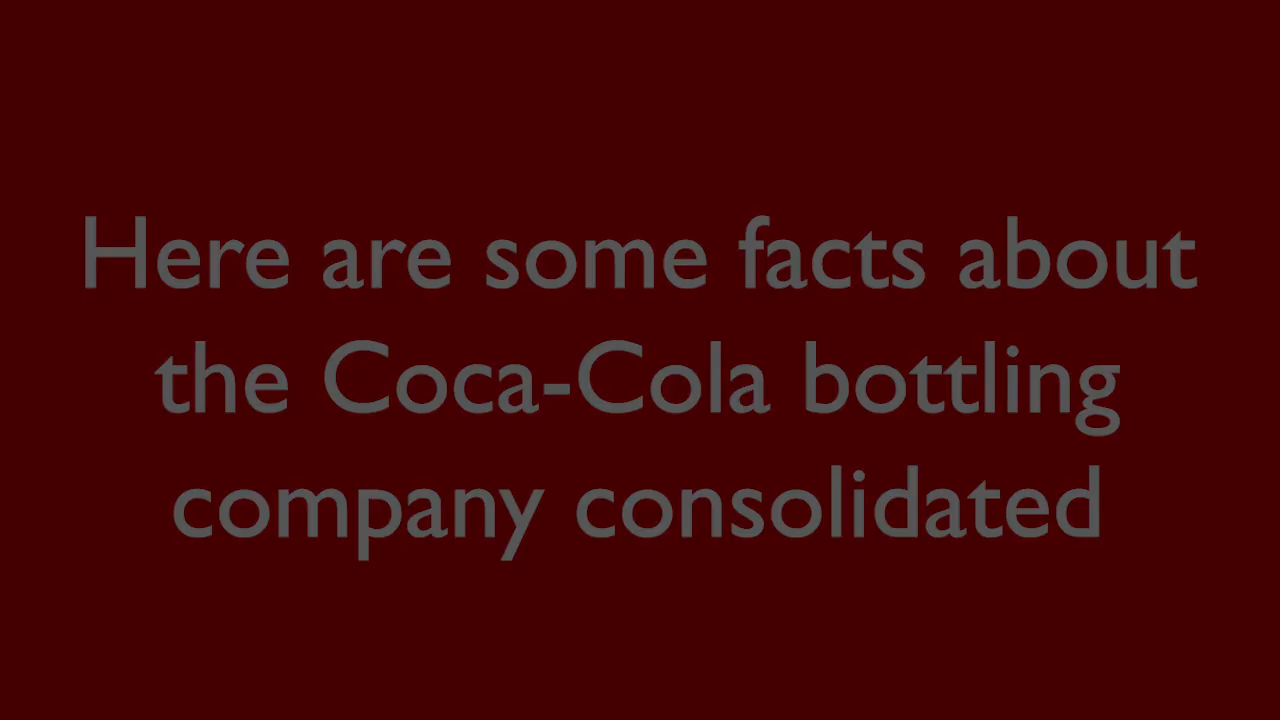 Here are some facts about
the Coca-Cola bottling
company consolidated